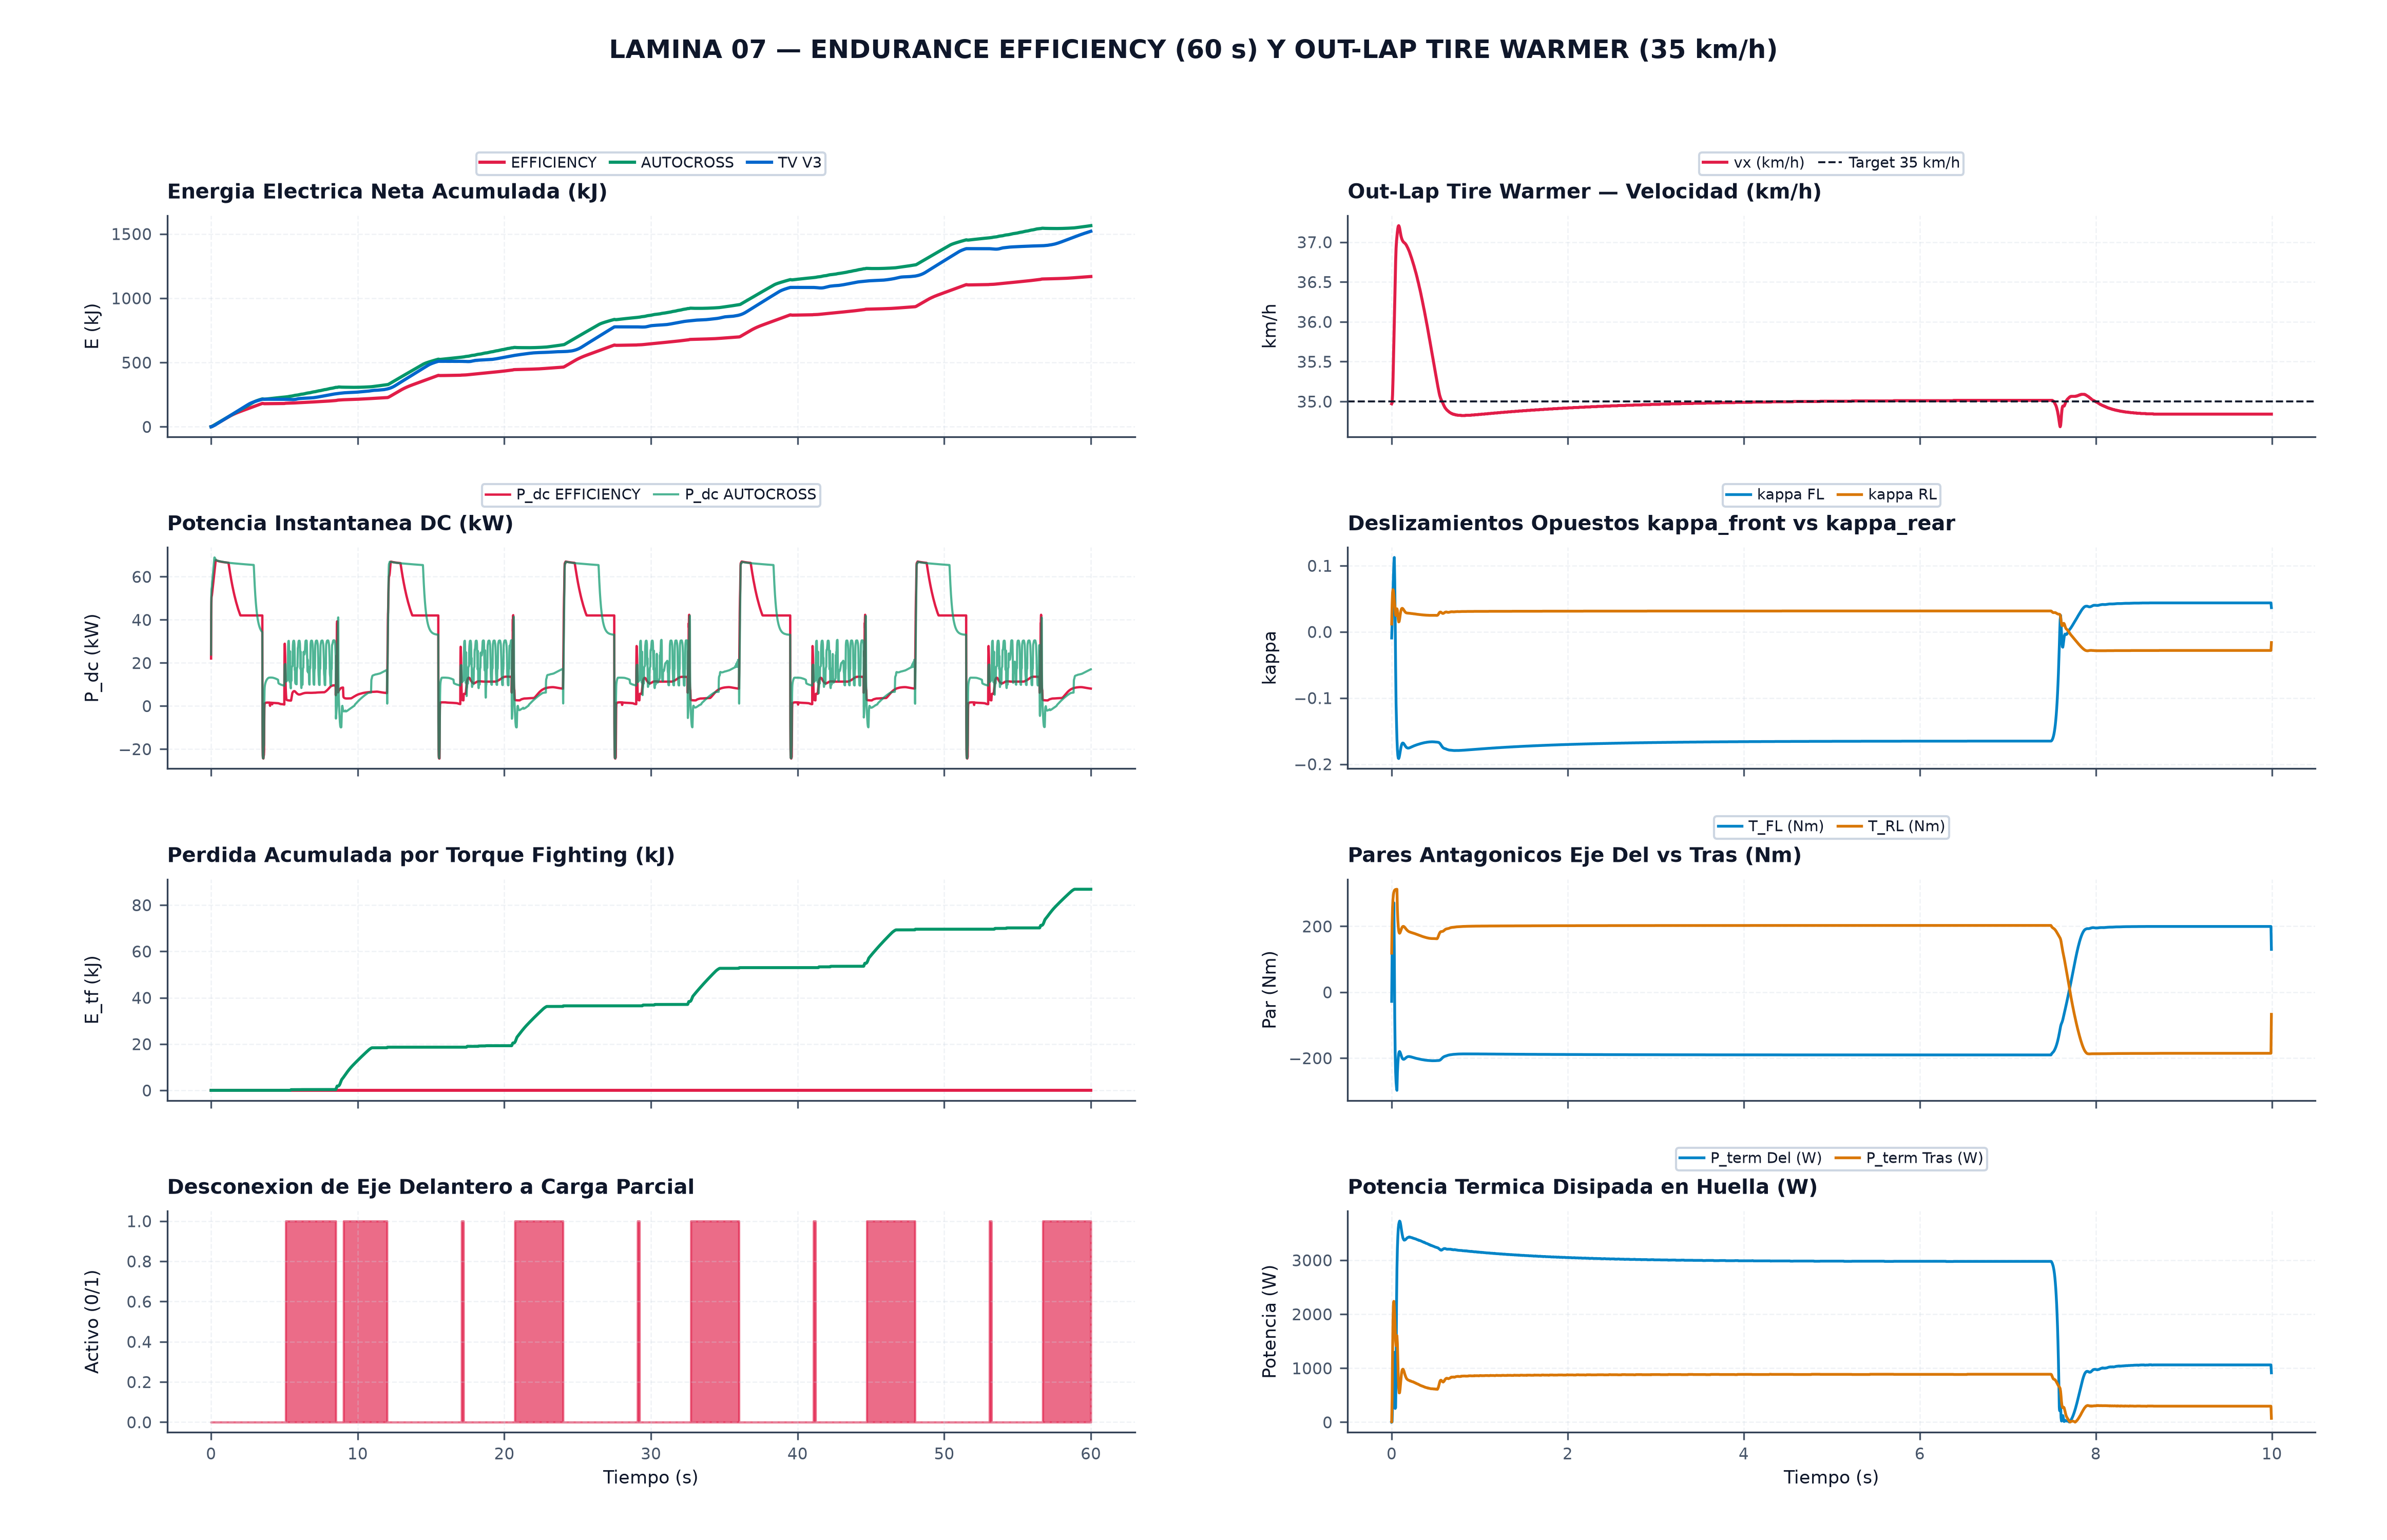 LAMINA 07 — ENDURANCE EFFICIENCY (60 s) Y OUT-LAP TIRE WARMER (35 km/h)
EFFICIENCY AUTOCROSS TV V3
Energia Electrica Neta Acumulada (kJ)
E (kJ)
1500
1000
500
0
vx (km/h) Target 35 km/h
Out-Lap Tire Warmer — Velocidad (km/h)
km/h
37.0
36.5
36.0
35.5
35.0
P_dc EFFICIENCY P_dc AUTOCROSS
Potencia Instantanea DC (kW)
P_dc (kW)
60
40
20
0
−20
kappa FL kappa RL
Deslizamientos Opuestos kappa_front vs kappa_rear
kappa
0.1
0.0
−0.1
−0.2
Perdida Acumulada por Torque Fighting (kJ)
E_tf (kJ)
80
60
40
20
0
T_FL (Nm) T_RL (Nm)
Pares Antagonicos Eje Del vs Tras (Nm)
Par (Nm)
200
0
−200
Desconexion de Eje Delantero a Carga Parcial
Activo (0/1)
1.0
0.8
0.6
0.4
0.2
0.0
0 10 20 30 40 50 60
Tiempo (s)
P_term Del (W) P_term Tras (W)
Potencia Termica Disipada en Huella (W)
Potencia (W)
3000
2000
1000
0
0 2 4 6 8 10
Tiempo (s)